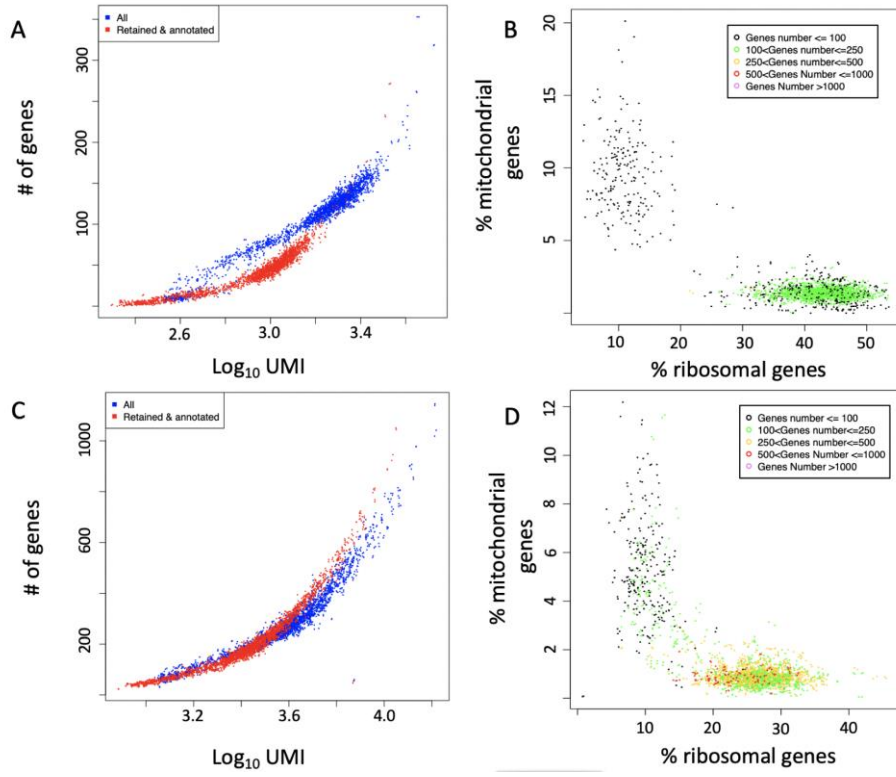 A
All
Retained & annotated
# of genes
300
200
100
2.6 3.0 3.4
Log10 UMI
B
Genes number <= 100
100<Genes number<=250
250<Genes number<=500
500<Genes Number <=1000
Genes Number >1000
% mitochondrial
genes
20
15
10
5
10 20 30 40 50
% ribosomal genes
C
All
Retained & annotated
# of genes
1000
600
200
3.2 3.6 4.0
Log10 UMI
D
Genes number <= 100
100<Genes number<=250
250<Genes number<=500
500<Genes Number <=1000
Genes Number >1000
% mitochondrial
genes
12
10
8
6
4
2
0
0 10 20 30 40
% ribosomal genes